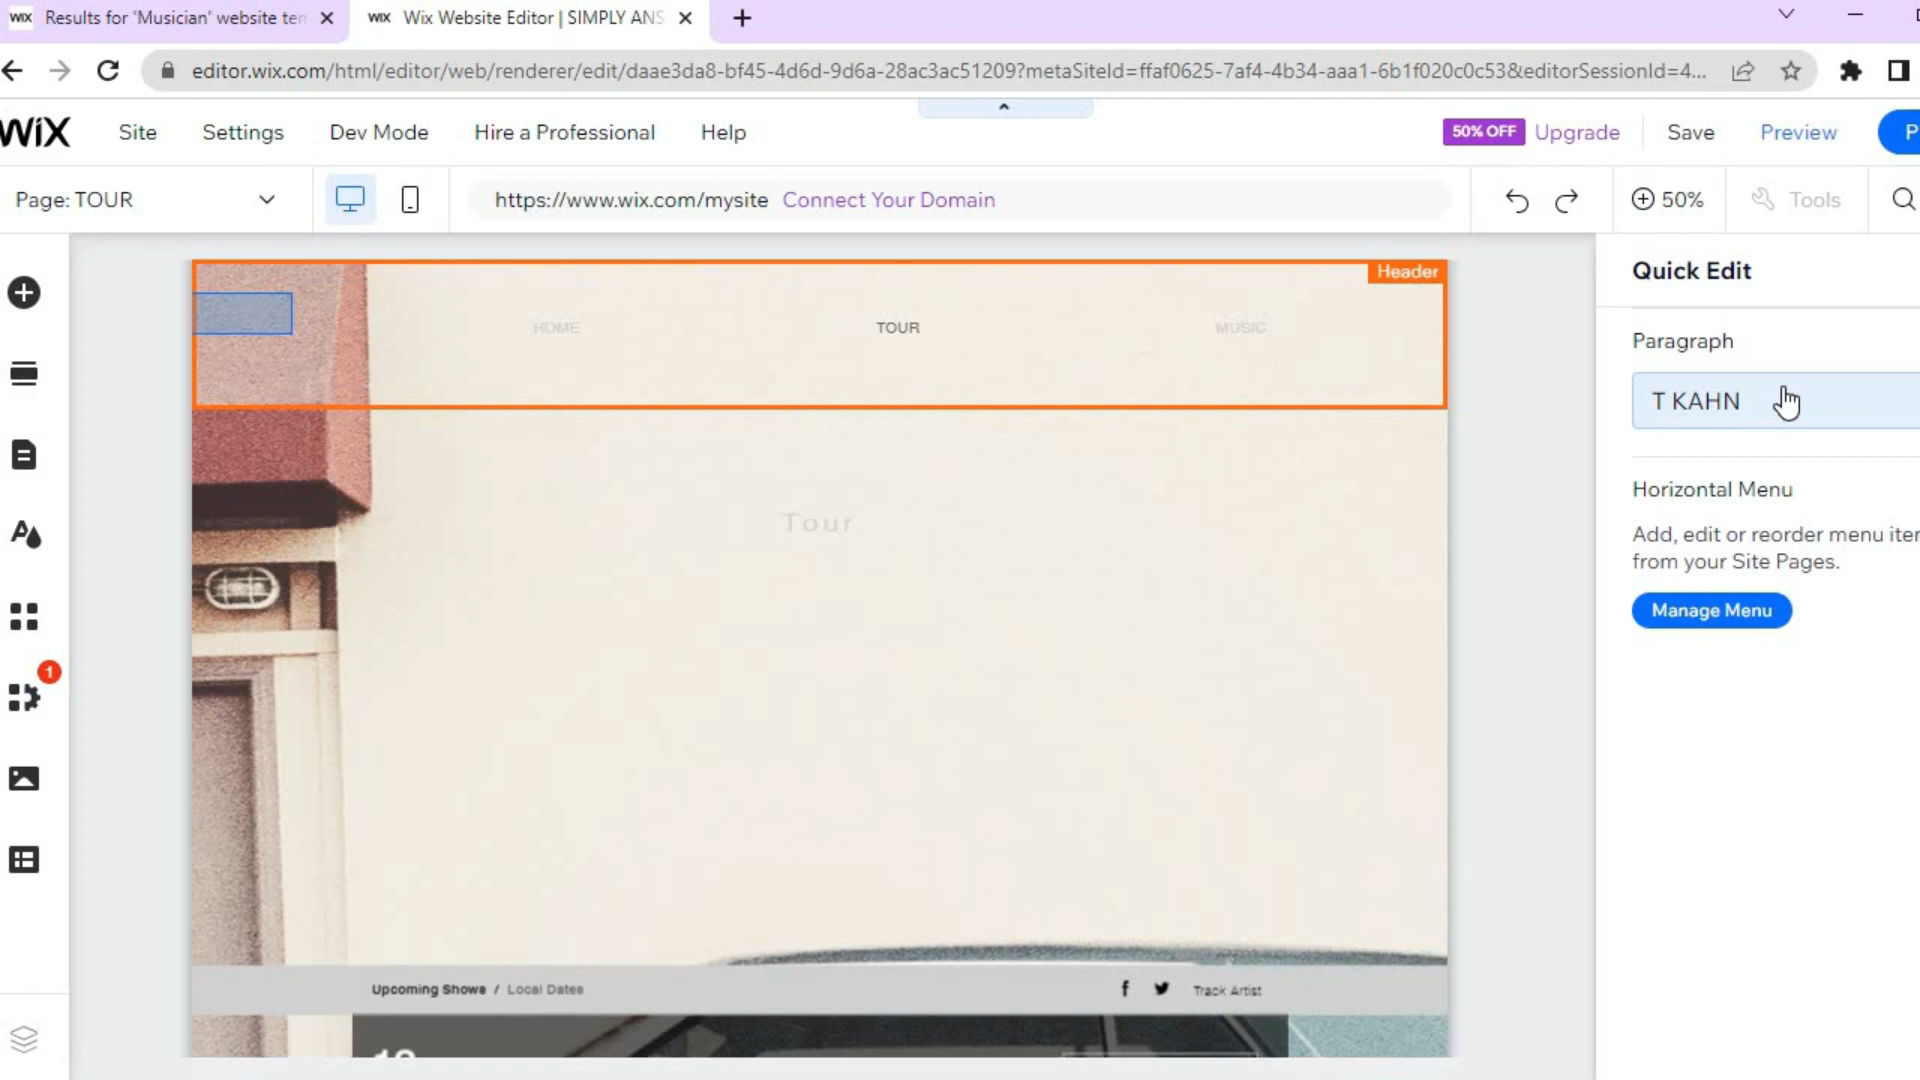 WIX Results for 'Musician' website ten
WIX Wix Website Editor | SIMPLY ANS
editor.wix.com/html/editor/web/renderer/edit/daae3da8-bf45-4d6d-9d6a-28ac3ac51209?metaSiteId=ffaf0625-7af4-4b34-aaa1-6b1f020c0c53&editorSessionId=4...
WIX Site Settings Dev Mode Hire a Professional Help 50% OFF Upgrade Save Preview P
Page: TOUR https://www.wix.com/mysite Connect Your Domain 50% Tools
Quick Edit
Header
HOME TOUR MUSIC
Paragraph
T KAHN
Horizontal Menu
Add, edit or reorder menu iter
from your Site Pages.
Manage Menu
Tour
1
Upcoming Shows / Local Dates Track Artist